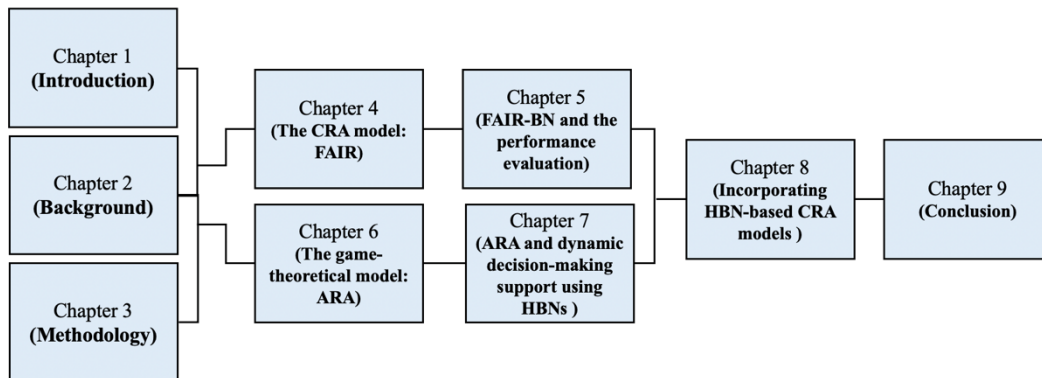 Chapter 1
(Introduction)
Chapter 2
(Background)
Chapter 3
(Methodology)
Chapter 4
(The CRA model:
FAIR)
Chapter 5
(FAIR-BN and the
performance
evaluation)
Chapter 6
(The game-
theoretical model:
ARA)
Chapter 7
(ARA and dynamic
decision-making
support using
HBNs )
Chapter 8
(Incorporating
HBN-based CRA
models )
Chapter 9
(Conclusion)